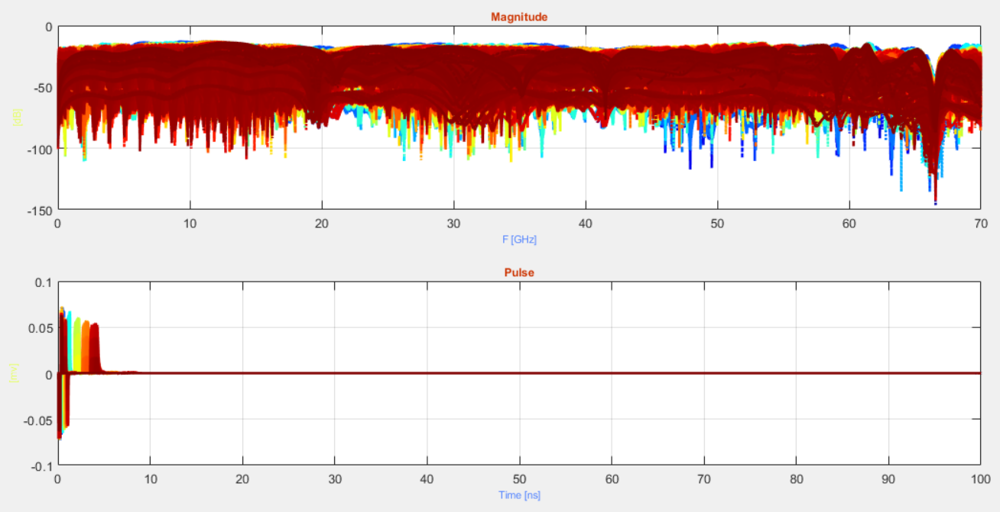 Magnitude
0
-50
-100
-150
[dB]
0 10 20 30 40 50 60 70
F [GHz]
Pulse
0.1
0.05
0
-0.05
-0.1
[mv]
0 10 20 30 40 50 60 70 80 90 100
Time [ns]